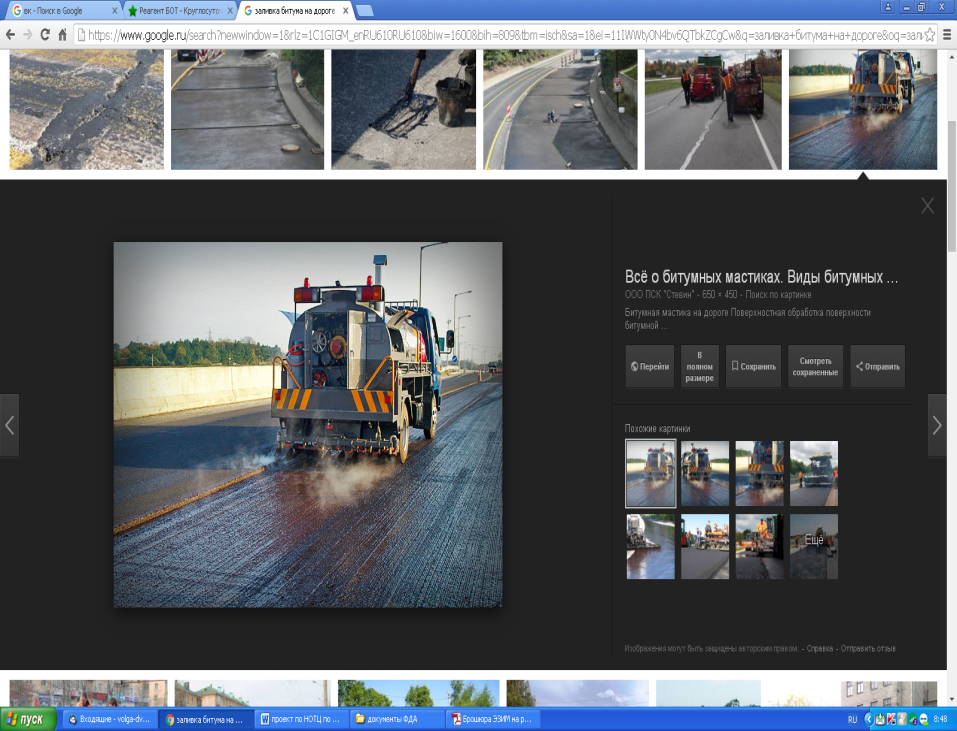 вк - Поиск в Google
Реагент БОТ - Круглосуточ
заливка битума на дороге
https://www.google.ru/search?newwindow=1&rlz=1C1GIGM_enRU610RU610&biw=1600&bih=809&tbm=isch&sa=1&ei=11IWWty0N4bv6QTbkZCgCw&q=заливка+битума+на+дороге&oq=зали
X
Всё о битумных мастиках. Виды битумных ...
ООО ПСК "Стевин" - 650 × 450 - Поиск по картинке
Битумная мастика на дороге Поверхностная обработка поверхности
битумной ...
Перейти
В полном размере
Сохранить
Смотреть сохраненные
Отправить
Похожие картинки
Ещё
Изображения могут быть защищены авторским правом. - Справка - Отправить отзыв
пуск
Входящие - volga-dv...
заливка битума на ...
проект по НОТЦ по ...
документы ФДА
Брошюра ЭЗИМ на р...
RU
8:48